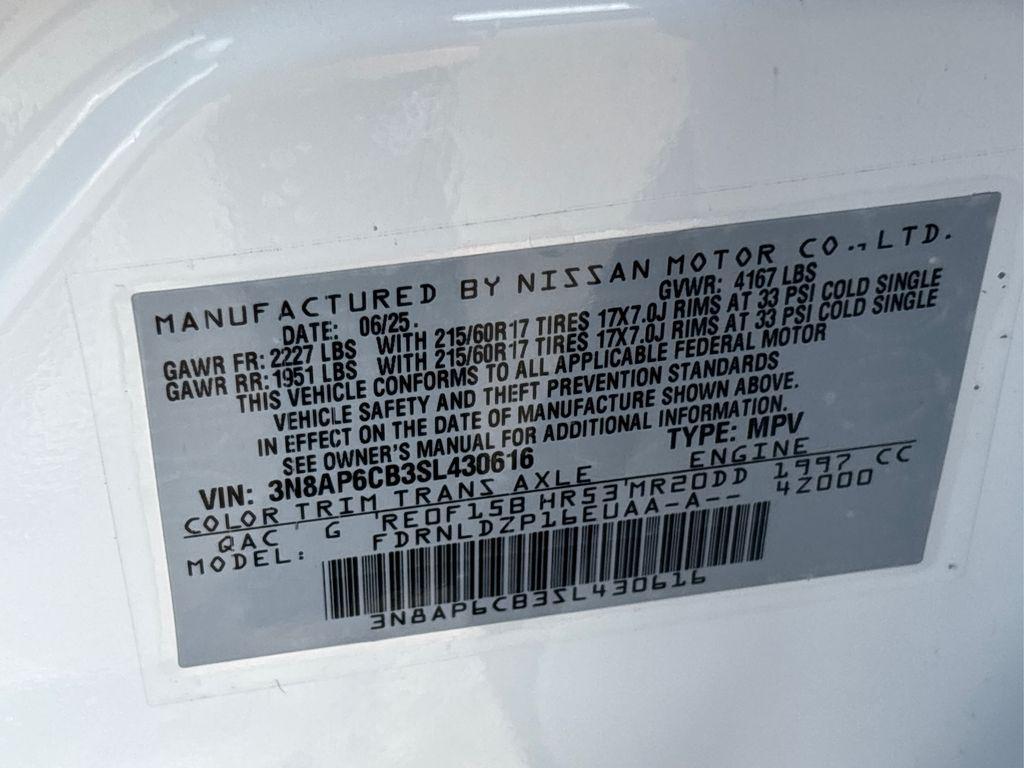 MANUFACTURED BY NISSAN MOTOR CO.,LTD.
DATE: 06/25. GVWR: 4167 LBS
GAWR FR: 2227 LBS WITH 215/60R17 TIRES 17X7.0J RIMS AT 33 PSI COLD SINGLE
GAWR RR: 1951 LBS WITH 215/60R17 TIRES 17X7.0J RIMS AT 33 PSI COLD SINGLE
THIS VEHICLE CONFORMS TO ALL APPLICABLE FEDERAL MOTOR
VEHICLE SAFETY AND THEFT PREVENTION STANDARDS
IN EFFECT ON THE DATE OF MANUFACTURE SHOWN ABOVE.
SEE OWNER'S MANUAL FOR ADDITIONAL INFORMATION.
VIN: 3N8AP6CB3SL430616 TYPE: MPV
COLOR TRIM TRANS AXLE ENGINE
QAC G RE0F15B HR53 MR20DD 1997 CC
MODEL: FDRNLDZP16EUAA-A-- 42000
3N8AP6CB3SL430616